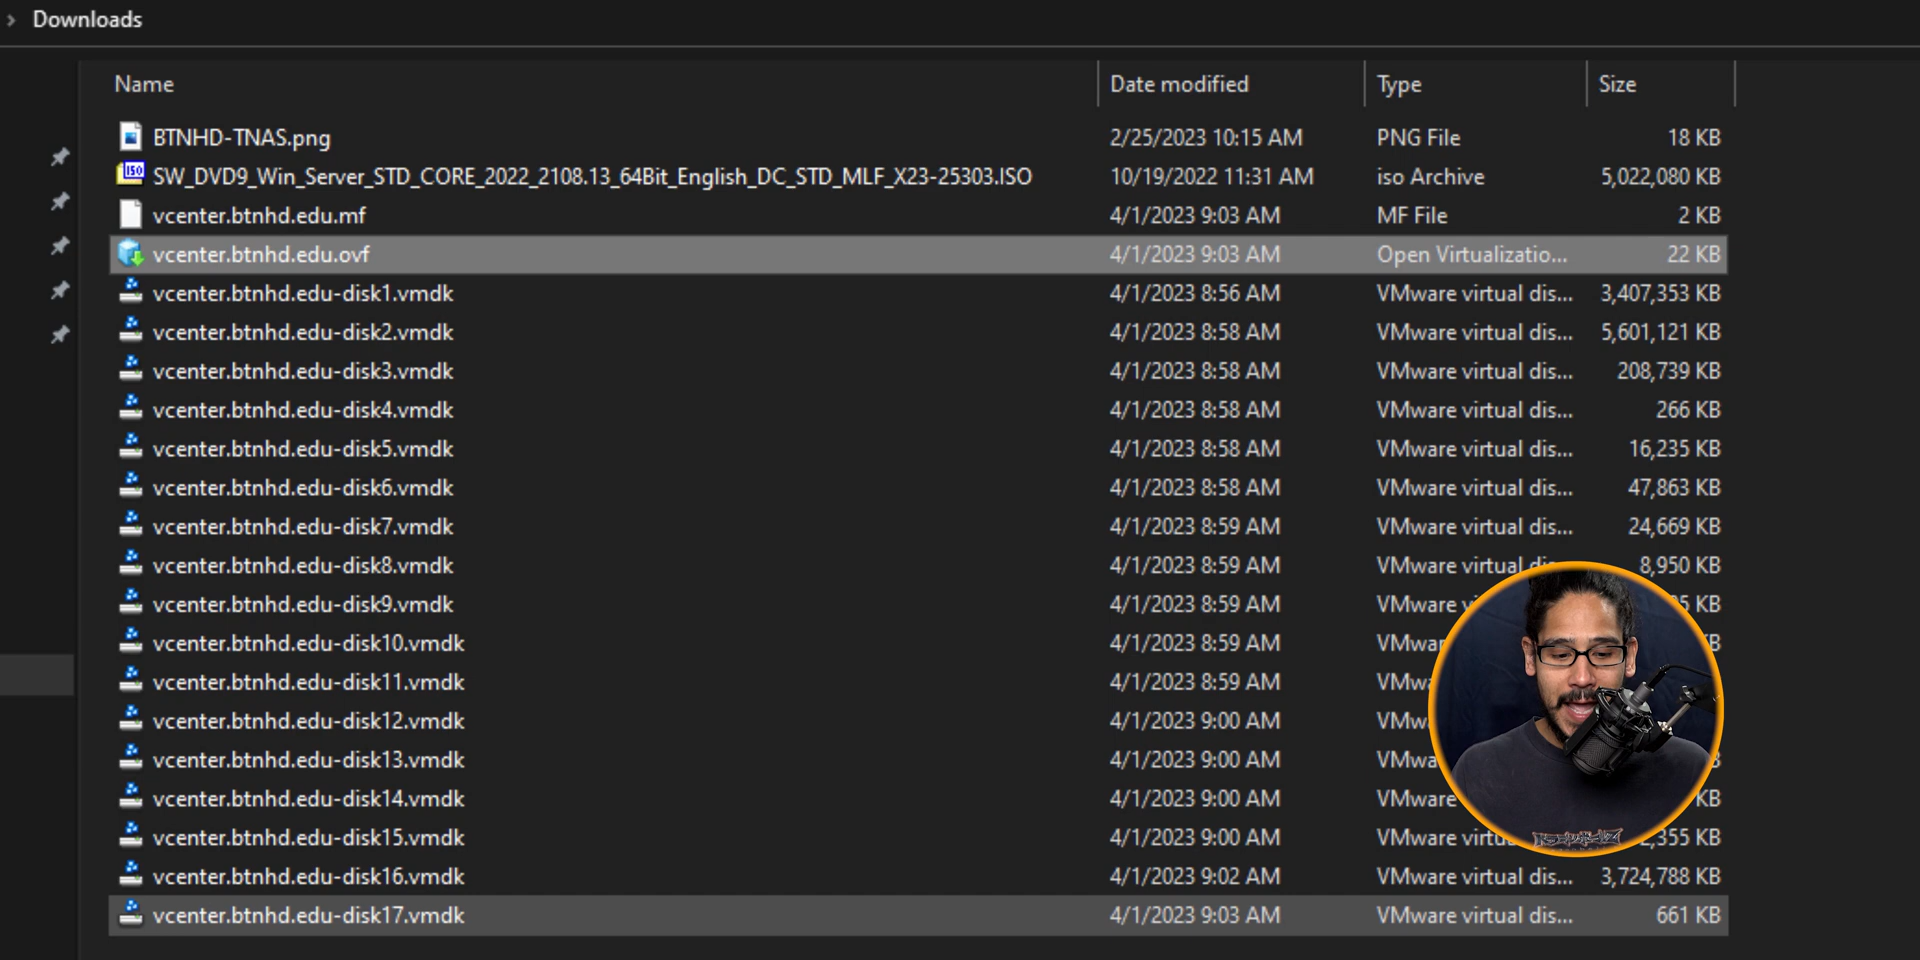 Downloads
Name Date modified Type Size
BTNHD-TNAS.png 2/25/2023 10:15 AM PNG File 18 KB
SW_DVD9_Win_Server_STD_CORE_2022_2108.13_64Bit_English_DC_STD_MLF_X23-25303.ISO 10/19/2022 11:31 AM iso Archive 5,022,080 KB
vcenter.btnhd.edu.mf 4/1/2023 9:03 AM MF File 2 KB
vcenter.btnhd.edu.ovf 4/1/2023 9:03 AM Open Virtualizatio... 22 KB
vcenter.btnhd.edu-disk1.vmdk 4/1/2023 8:56 AM VMware virtual dis... 3,407,353 KB
vcenter.btnhd.edu-disk2.vmdk 4/1/2023 8:58 AM VMware virtual dis... 5,601,121 KB
vcenter.btnhd.edu-disk3.vmdk 4/1/2023 8:58 AM VMware virtual dis... 208,739 KB
vcenter.btnhd.edu-disk4.vmdk 4/1/2023 8:58 AM VMware virtual dis... 266 KB
vcenter.btnhd.edu-disk5.vmdk 4/1/2023 8:58 AM VMware virtual dis... 16,235 KB
vcenter.btnhd.edu-disk6.vmdk 4/1/2023 8:58 AM VMware virtual dis... 47,863 KB
vcenter.btnhd.edu-disk7.vmdk 4/1/2023 8:59 AM VMware virtual dis... 24,669 KB
vcenter.btnhd.edu-disk8.vmdk 4/1/2023 8:59 AM VMware virtual 8,950 KB
vcenter.btnhd.edu-disk9.vmdk 4/1/2023 8:59 AM VMware KB
vcenter.btnhd.edu-disk10.vmdk 4/1/2023 8:59 AM
vcenter.btnhd.edu-disk11.vmdk 4/1/2023 8:59 AM
vcenter.btnhd.edu-disk12.vmdk 4/1/2023 9:00 AM
vcenter.btnhd.edu-disk13.vmdk 4/1/2023 9:00 AM
vcenter.btnhd.edu-disk14.vmdk 4/1/2023 9:00 AM VMware KB
vcenter.btnhd.edu-disk15.vmdk 4/1/2023 9:00 AM VMware KB
vcenter.btnhd.edu-disk16.vmdk 4/1/2023 9:02 AM VMware virtual dis... 3,724,788 KB
vcenter.btnhd.edu-disk17.vmdk 4/1/2023 9:03 AM VMware virtual dis... 661 KB